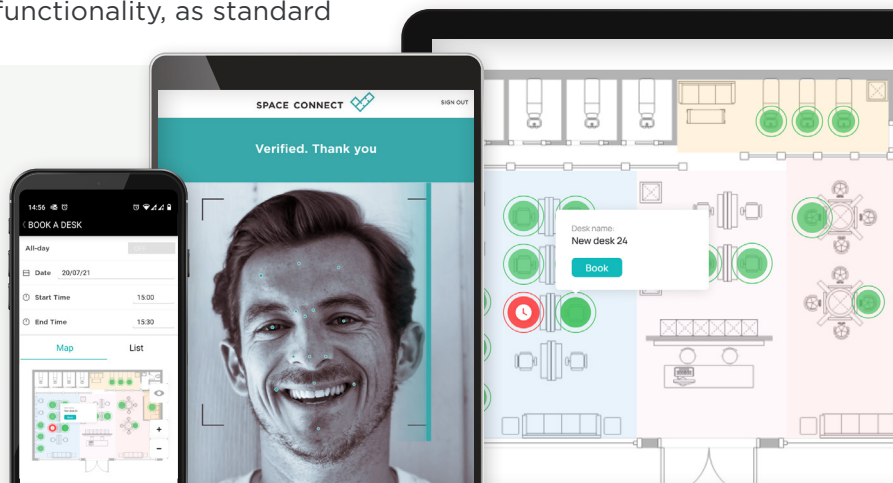 functionality, as standard
SPACE CONNECT
SIGN OUT
Verified. Thank you
14:56
BOOK A DESK
All-day
Date 20/07/21
Start Time 15:00
End Time 15:30
Map List
Desk name:
New desk 24
Book